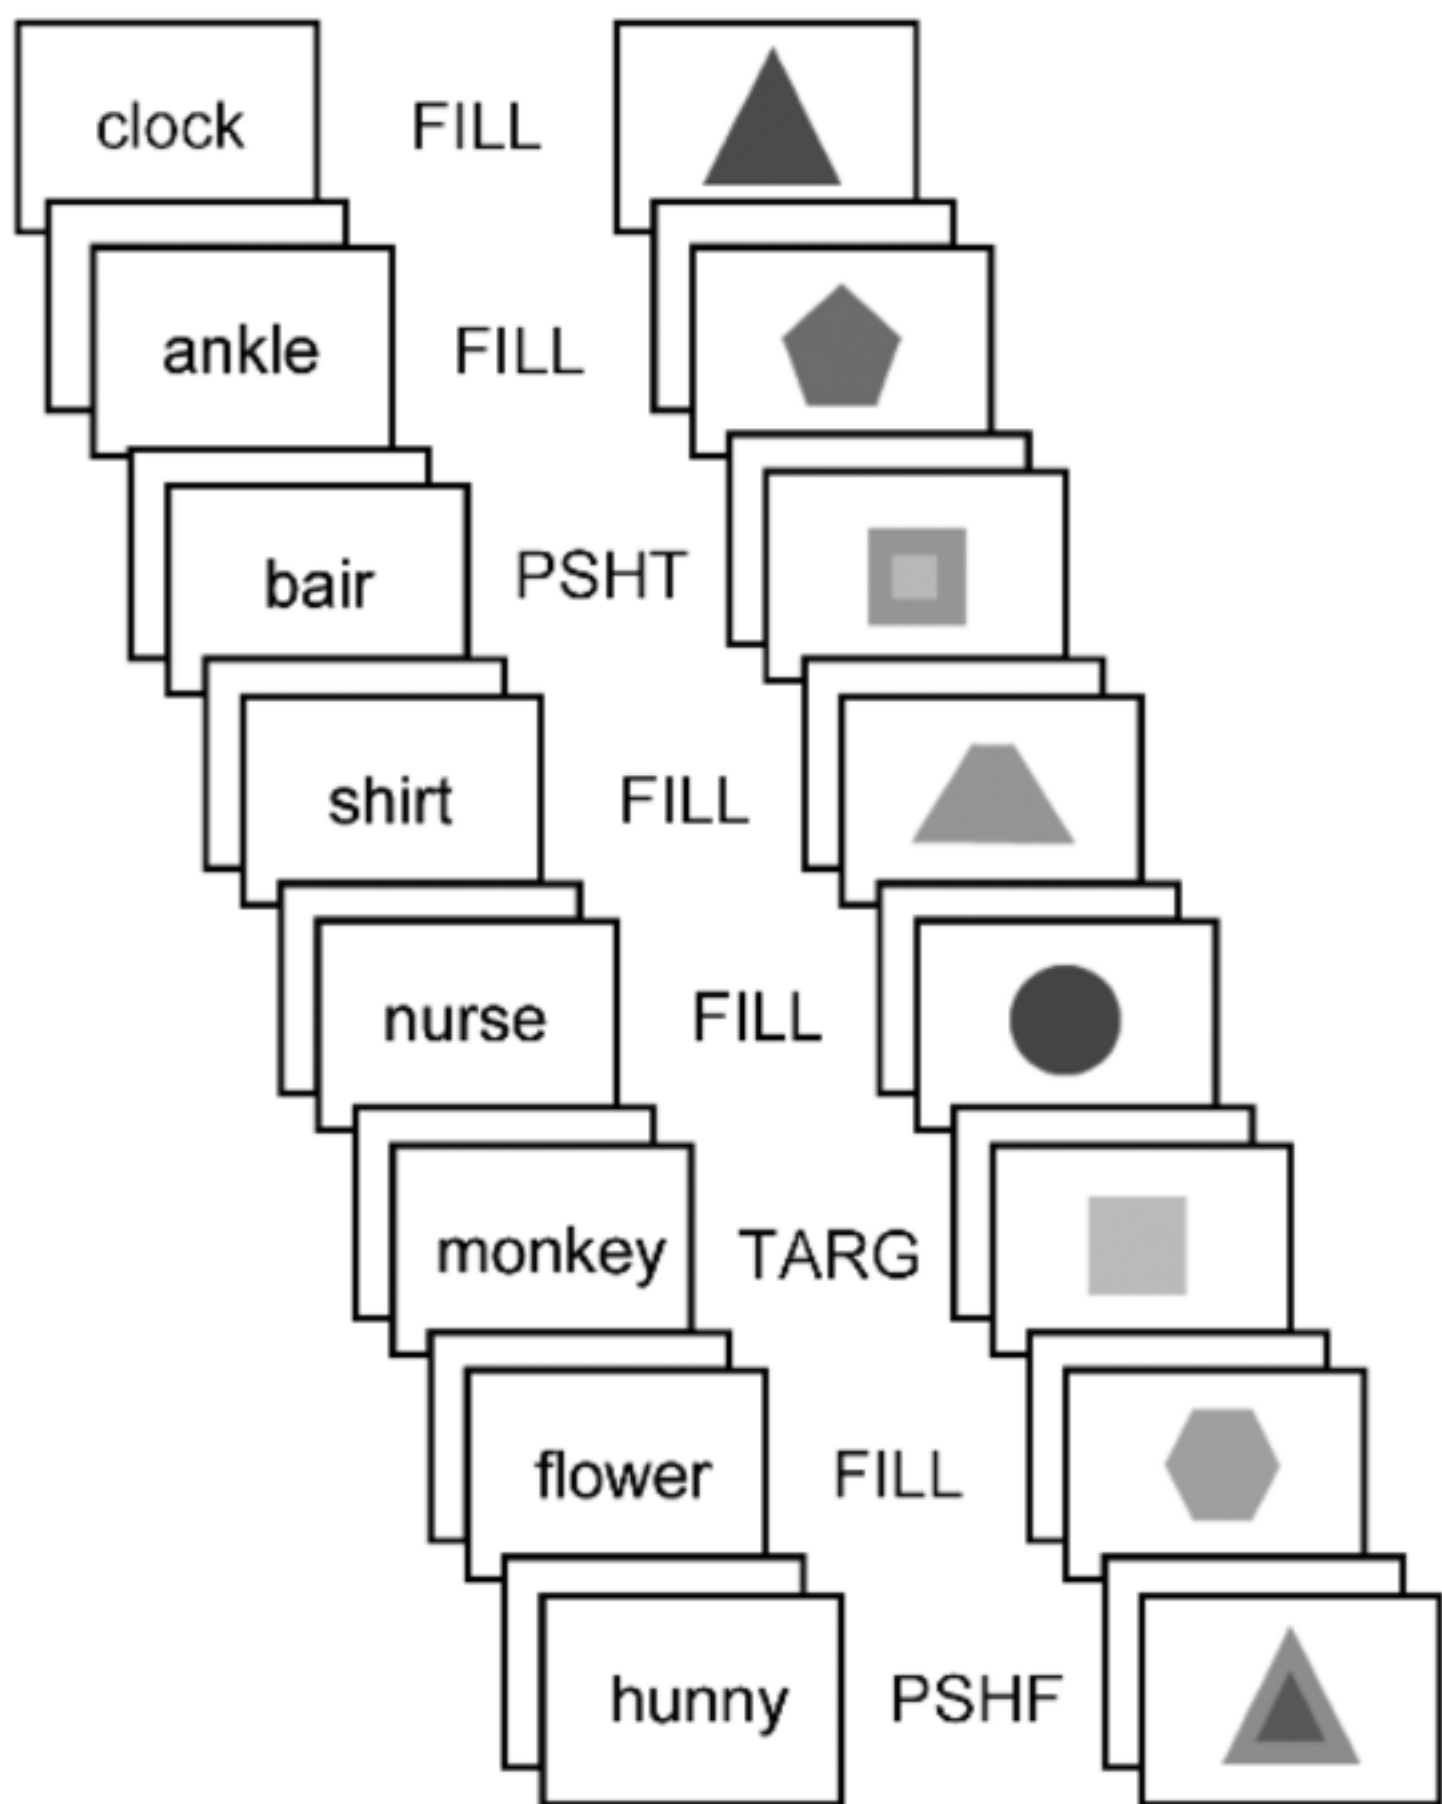 clock FILL
ankle FILL
bair PSHT
shirt FILL
nurse FILL
monkey TARG
flower FILL
hunny PSHF